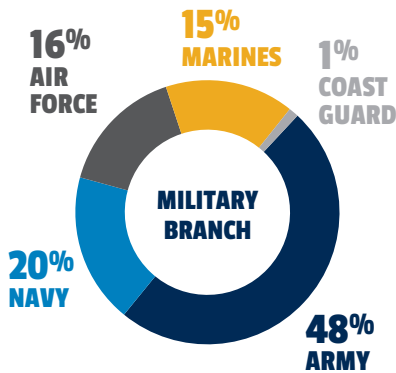 15%
MARINES
16%
AIR
FORCE
1%
COAST
GUARD
MILITARY
BRANCH
20%
NAVY
48%
ARMY